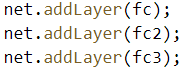 net.addLayer(fc);
net.addLayer(fc2);
net.addLayer(fc3);